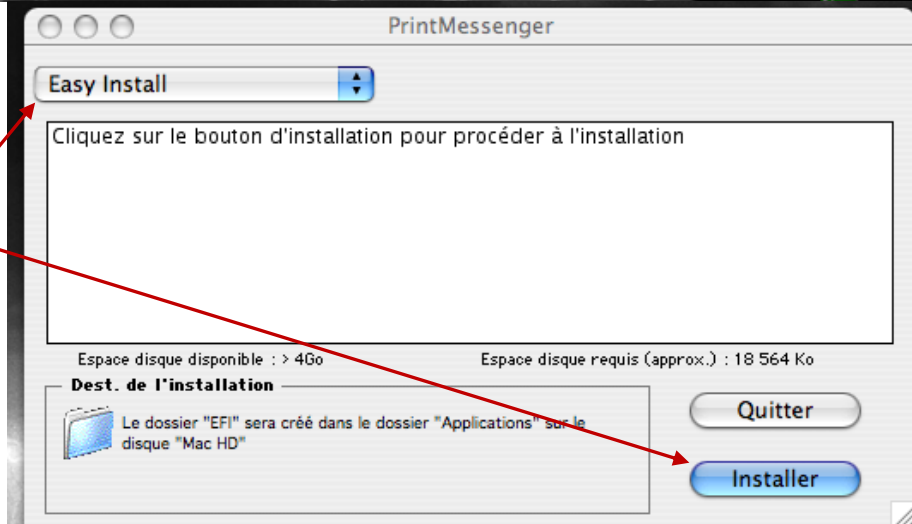 PrintMessenger
Easy Install
Cliquez sur le bouton d'installation pour procéder à l'installation
Espace disque disponible : > 4Go
Espace disque requis (approx.) : 18 564 Ko
Dest. de l'installation
Le dossier "EFI" sera créé dans le dossier "Applications" sur le
disque "Mac HD"
Quitter
Installer